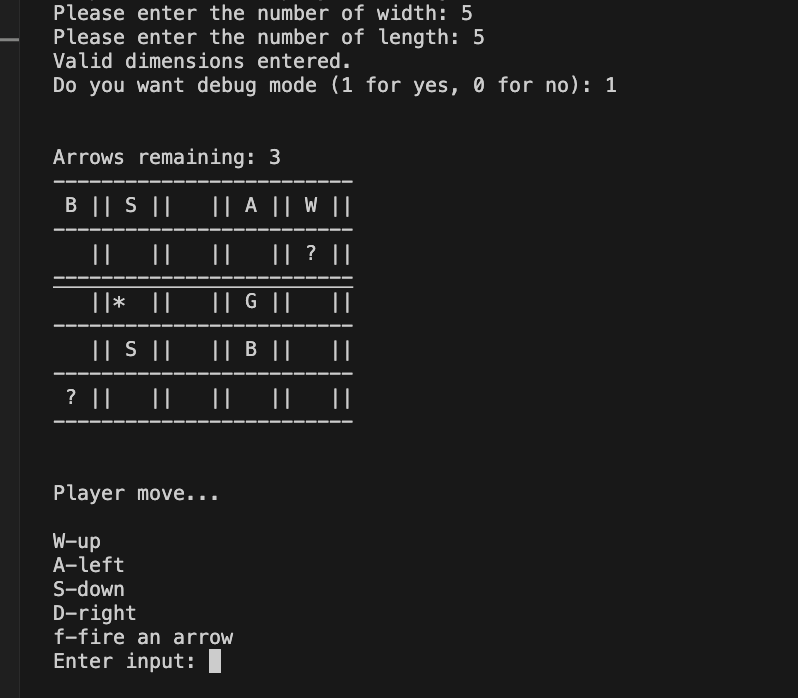 Please enter the number of width: 5
Please enter the number of length: 5
Valid dimensions entered.
Do you want debug mode (1 for yes, 0 for no): 1
Arrows remaining: 3
-------------------------
 B || S ||   || A || W ||
-------------------------
   ||   ||   ||   || ? ||
-------------------------
   ||*  ||   || G ||   ||
-------------------------
   || S ||   || B ||   ||
-------------------------
 ? ||   ||   ||   ||   ||
-------------------------
Player move...
W-up
A-left
S-down
D-right
f-fire an arrow
Enter input: